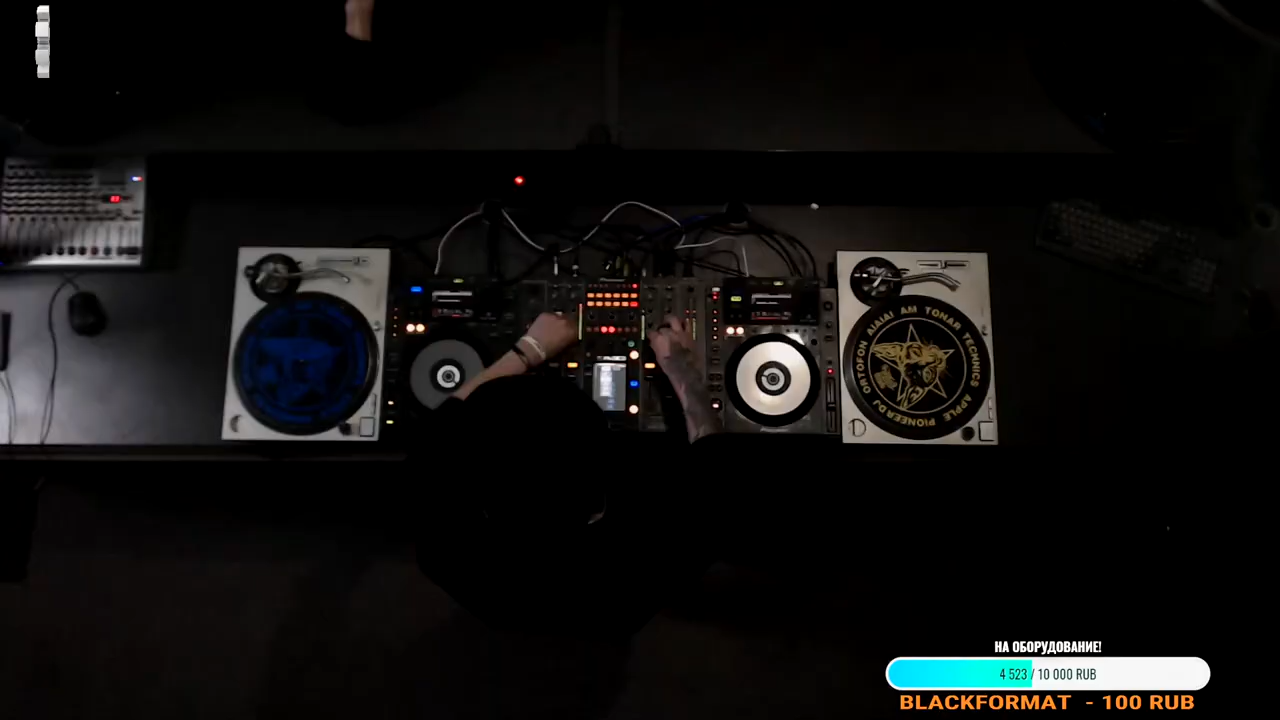 ORTOFON AIAIAI AM TONAR TECHNICS APPLE PIONEER DJ
НА ОБОРУДОВАНИЕ!
4 523 / 10 000 RUB
BLACKFORMAT - 100 RUB